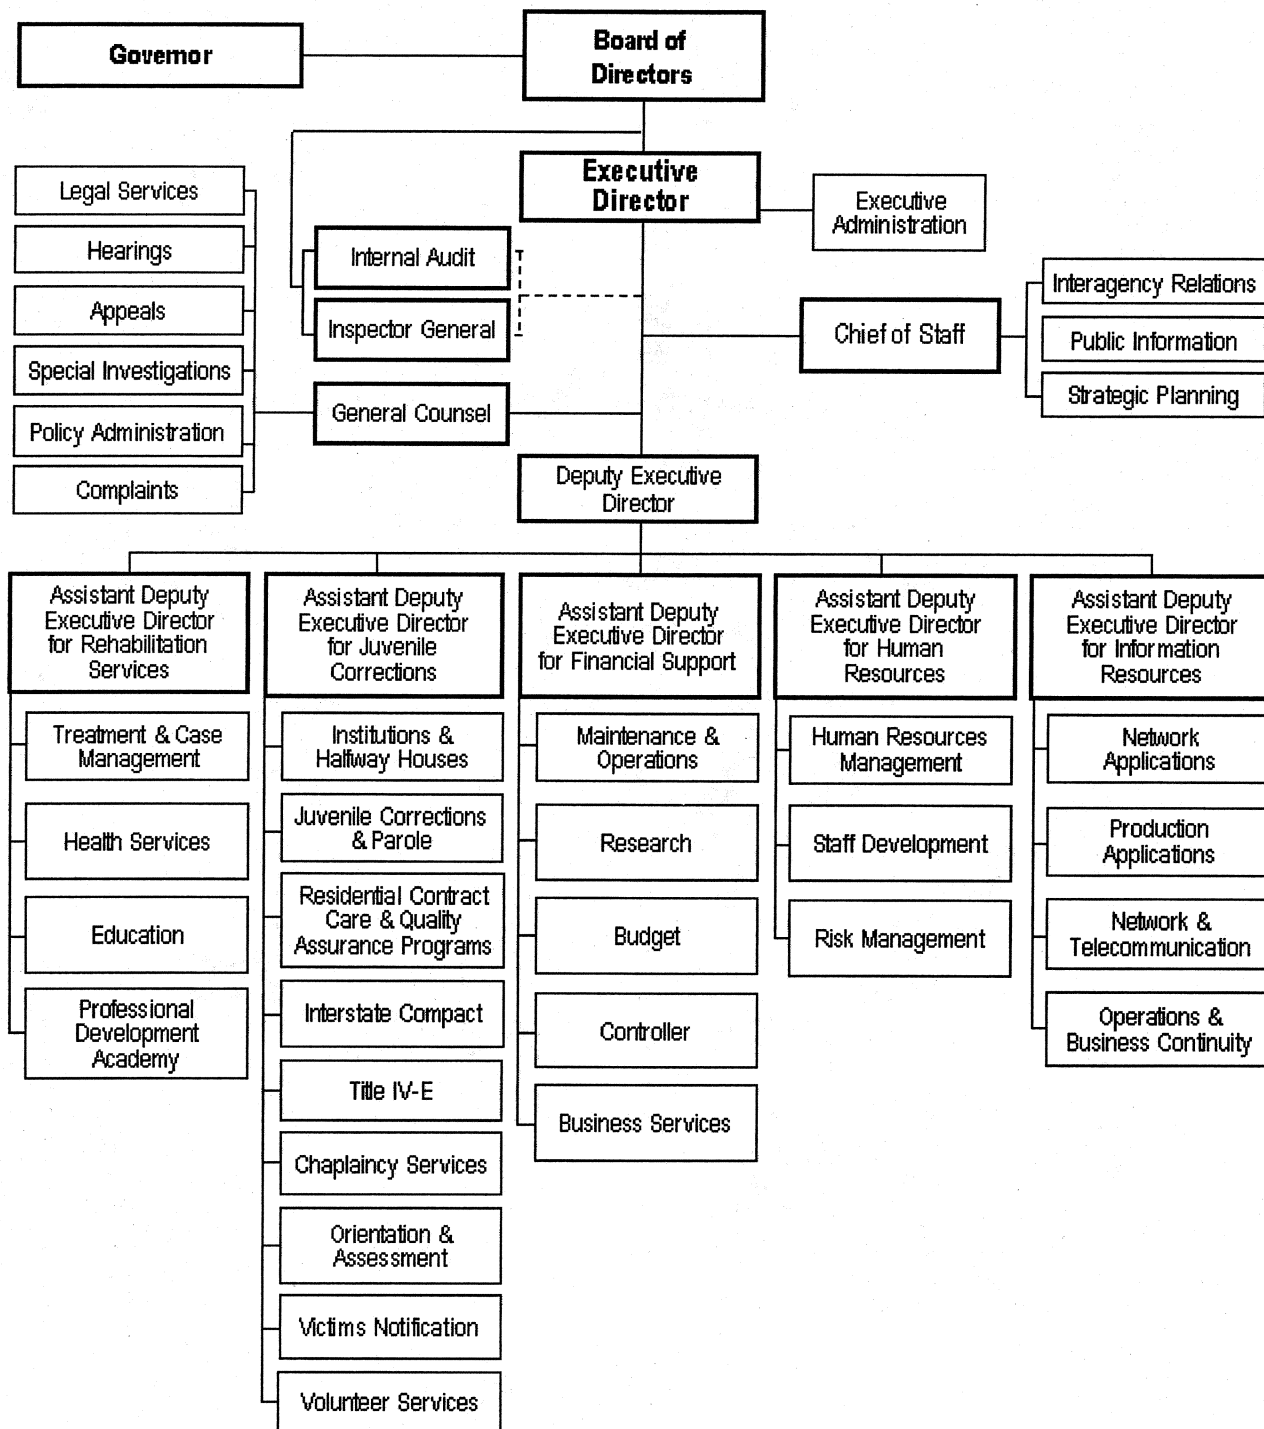 Governor
Board of
Directors
Executive
Director
Executive
Administration
Legal Services
Hearings
Appeals
Special Investigations
Policy Administration
Complaints
Internal Audit
Inspector General
General Counsel
Chief of Staff
Interagency Relations
Public Information
Strategic Planning
Deputy Executive
Director
Assistant Deputy
Executive Director
for Rehabilitation
Services
Treatment & Case
Management
Health Services
Education
Professional
Development
Academy
Assistant Deputy
Executive Director
for Juvenile
Corrections
Institutions &
Halfway Houses
Juvenile Corrections
& Parole
Residential Contract
Care & Quality
Assurance Programs
Interstate Compact
Title IV-E
Chaplaincy Services
Orientation &
Assessment
Victims Notification
Volunteer Services
Assistant Deputy
Executive Director
for Financial Support
Maintenance &
Operations
Research
Budget
Controller
Business Services
Assistant Deputy
Executive Director
for Human
Resources
Human Resources
Management
Staff Development
Risk Management
Assistant Deputy
Executive Director
for Information
Resources
Network
Applications
Production
Applications
Network &
Telecommunication
Operations &
Business Continuity